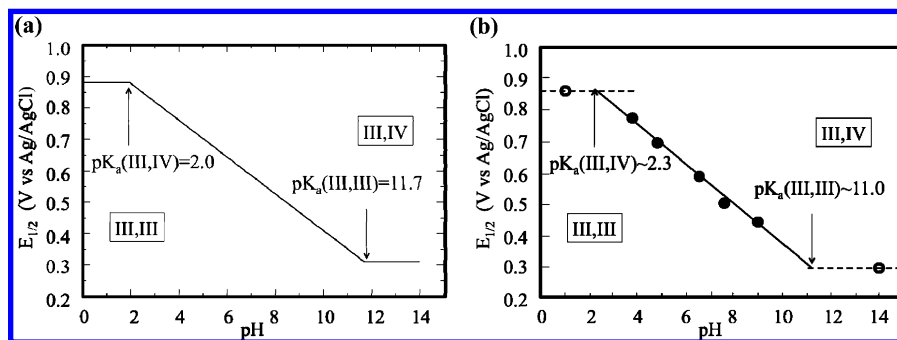 (a)
1.0
0.9
0.8
0.7
0.6
0.5
0.4
0.3
0.2
E1/2 (V vs Ag/AgCl)
III,IV
pKa(III,IV)=2.0
pKa(III,III)=11.7
III,III
0 2 4 6 8 10 12 14
pH
(b)
1.0
0.9
0.8
0.7
0.6
0.5
0.4
0.3
0.2
E1/2 (V vs Ag/AgCl)
III,IV
pKa(III,IV)~2.3
pKa(III,III)~11.0
III,III
0 2 4 6 8 10 12 14
pH